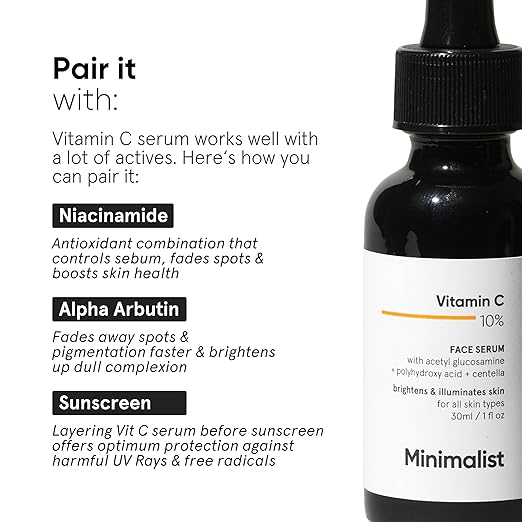 Pair it
with:
Vitamin C serum works well with
a lot of actives. Here's how you
can pair it:
Niacinamide
Antioxidant combination that
controls sebum, fades spots &
boosts skin health
Alpha Arbutin
Fades away spots &
pigmentation faster & brightens
up dull complexion
Sunscreen
Layering Vit C serum before sunscreen
offers optimum protection against
harmful UV Rays & free radicals
Vitamin C
10%
FACE SERUM
with acetyl glucosamine
+ polyhydroxy acid + centella
brightens & illuminates skin
for all skin types
30ml / 1 fl oz
Minimalist